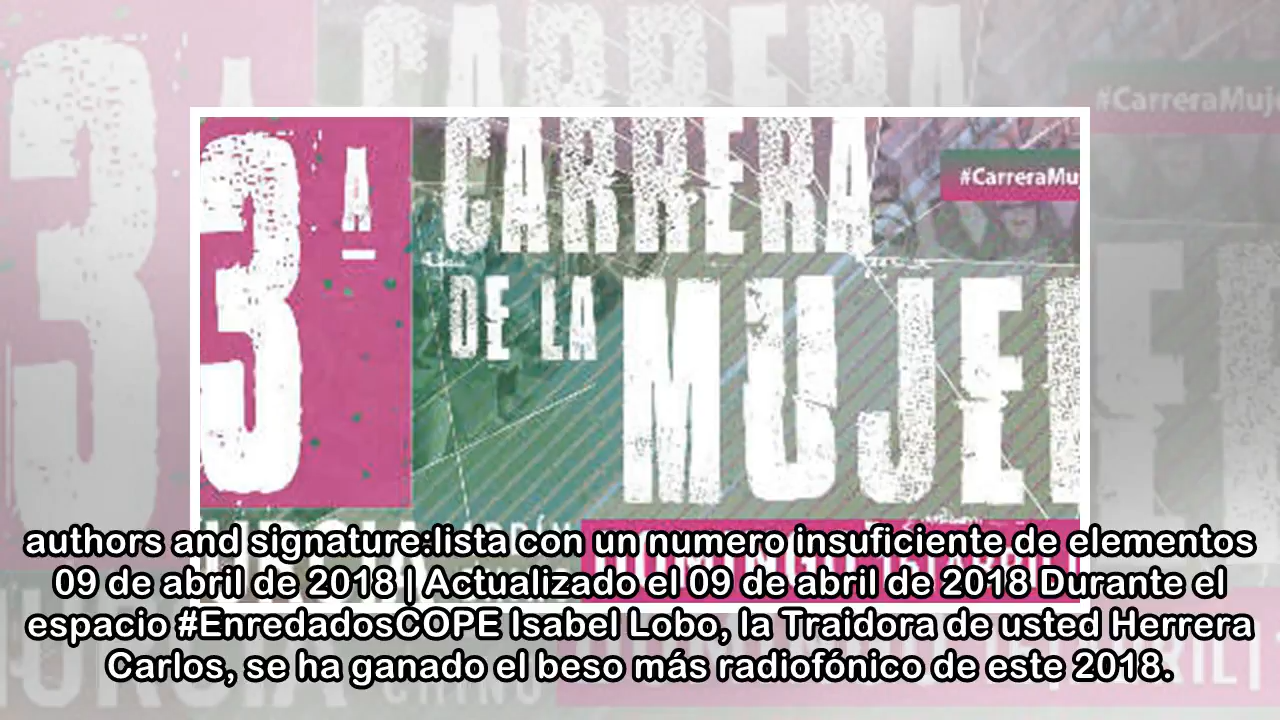 3ª
CARRERA
#CarreraMuj
DE LA
MUJE
authors and signature:lista con un numero insuficiente de elementos
09 de abril de 2018 | Actualizado el 09 de abril de 2018 Durante el
espacio #EnredadosCOPE Isabel Lobo, la Traidora de usted Herrera
Carlos, se ha ganado el beso más radiofónico de este 2018.